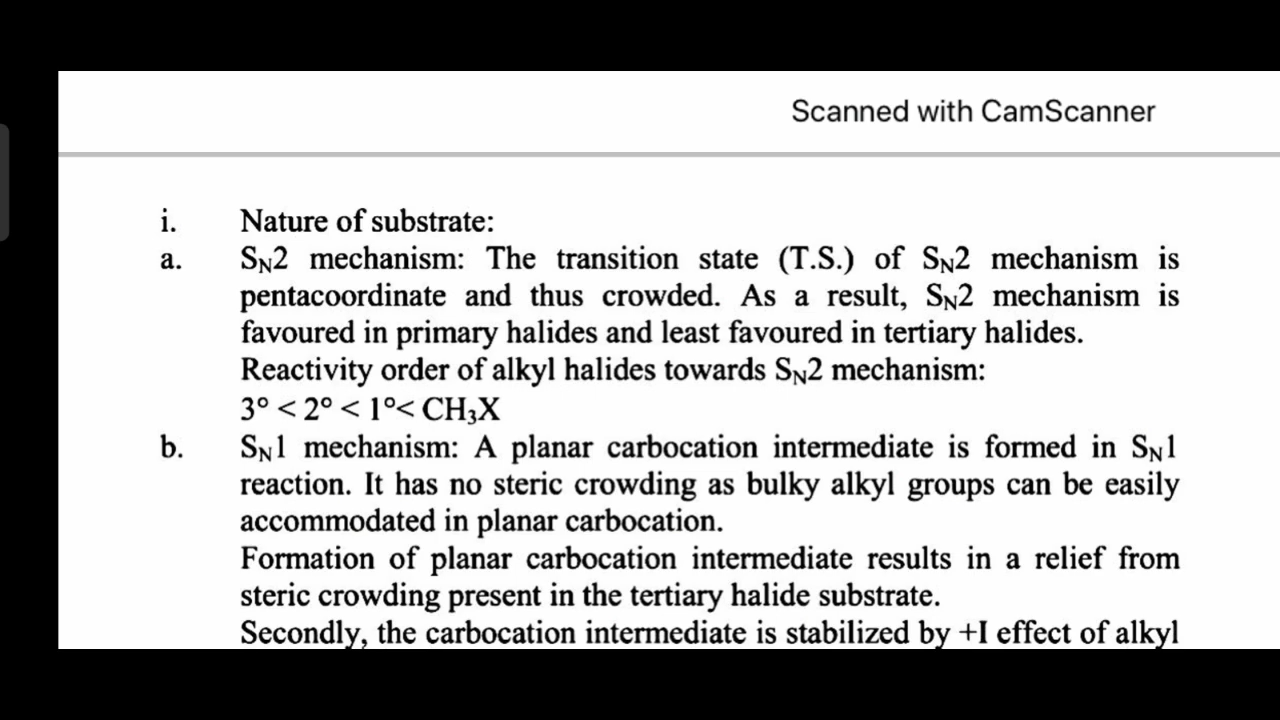 Scanned with CamScanner
i. Nature of substrate:
a. SN2 mechanism: The transition state (T.S.) of SN2 mechanism is
pentacoordinate and thus crowded. As a result, SN2 mechanism is
favoured in primary halides and least favoured in tertiary halides.
Reactivity order of alkyl halides towards SN2 mechanism:
3° < 2° < 1°< CH₃X
b. SN1 mechanism: A planar carbocation intermediate is formed in SN1
reaction. It has no steric crowding as bulky alkyl groups can be easily
accommodated in planar carbocation.
Formation of planar carbocation intermediate results in a relief from
steric crowding present in the tertiary halide substrate.
Secondly, the carbocation intermediate is stabilized by +I effect of alkyl